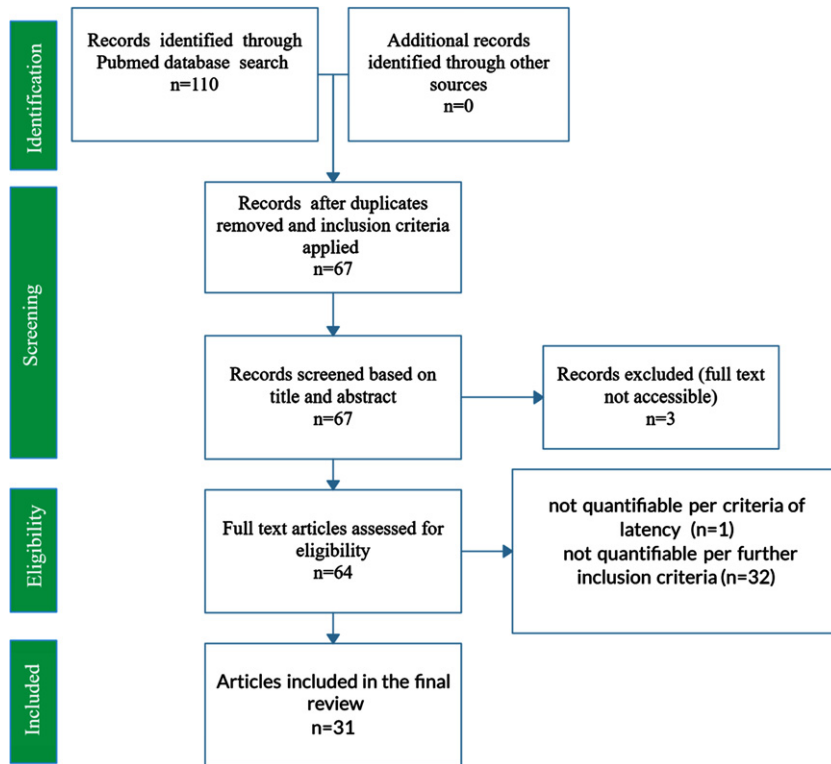 Identification
Records identified through
Pubmed database search
n=110
Additional records
identified through other
sources
n=0
Screening
Records after duplicates
removed and inclusion criteria
applied
n=67
Records screened based on
title and abstract
n=67
Records excluded (full text
not accessible)
n=3
Eligibility
Full text articles assessed for
eligibility
n=64
not quantifiable per criteria of
latency (n=1)
not quantifiable per further
inclusion criteria (n=32)
Included
Articles included in the final
review
n=31